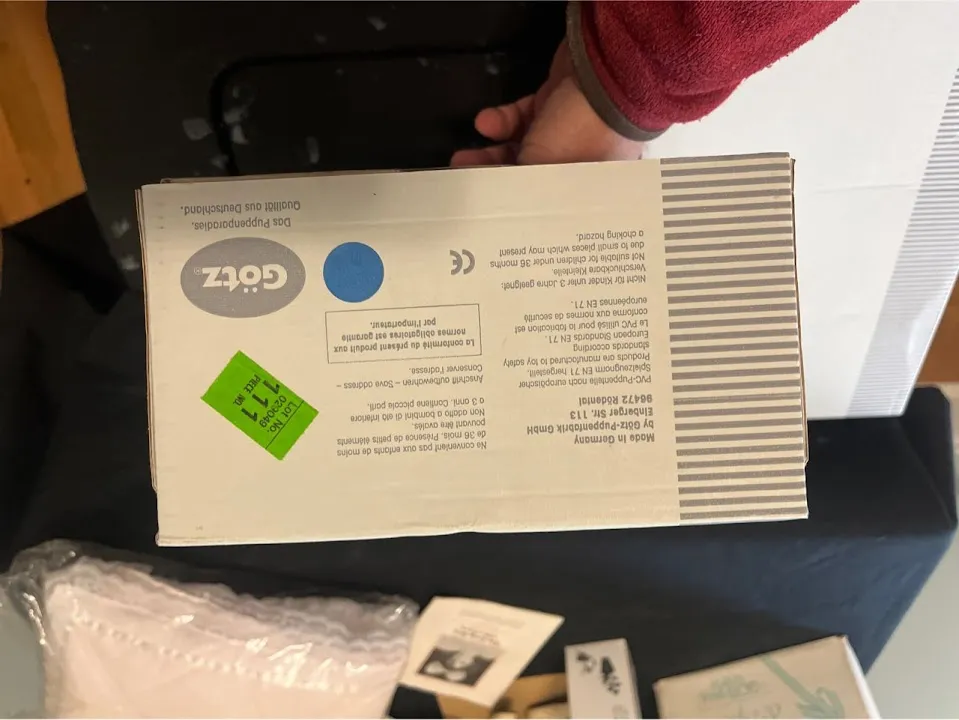 Made in Germany
by Götz-Puppenfabrik GmbH
Einberger Str. 113
96472 Rödental
PVC-Puppenteile nach europäischer
Spielzeugnorm EN 71 hergestellt.
Products are manufactured to toy safety
standards according
European Standards EN 71.
Le PVC utilisé pour la fabrication est
conforme aux normes de sécurité
européennes EN 71.
Nicht für Kinder unter 3 Jahre geeignet:
Verschluckbare Kleinteile.
Not suitable for children under 36 months
due to small pieces which may present
a choking hazard.
Ne convenient pas aux enfants de moins
de 36 mois. Présence de petits éléments
pouvant être avalés.
Non adatto a bambini di età inferiore
a 3 anni. Contiene piccole parti.
Anschrift aufbewahren – Save address –
Conserver l'adresse.
La conformité du présent produit aux
normes obligatoires est garantie
par l'importateur.
CE
LOT NO.
029049
PIECE NO.
111
Götz
Das Puppenparadies.
Qualität aus Deutschland.